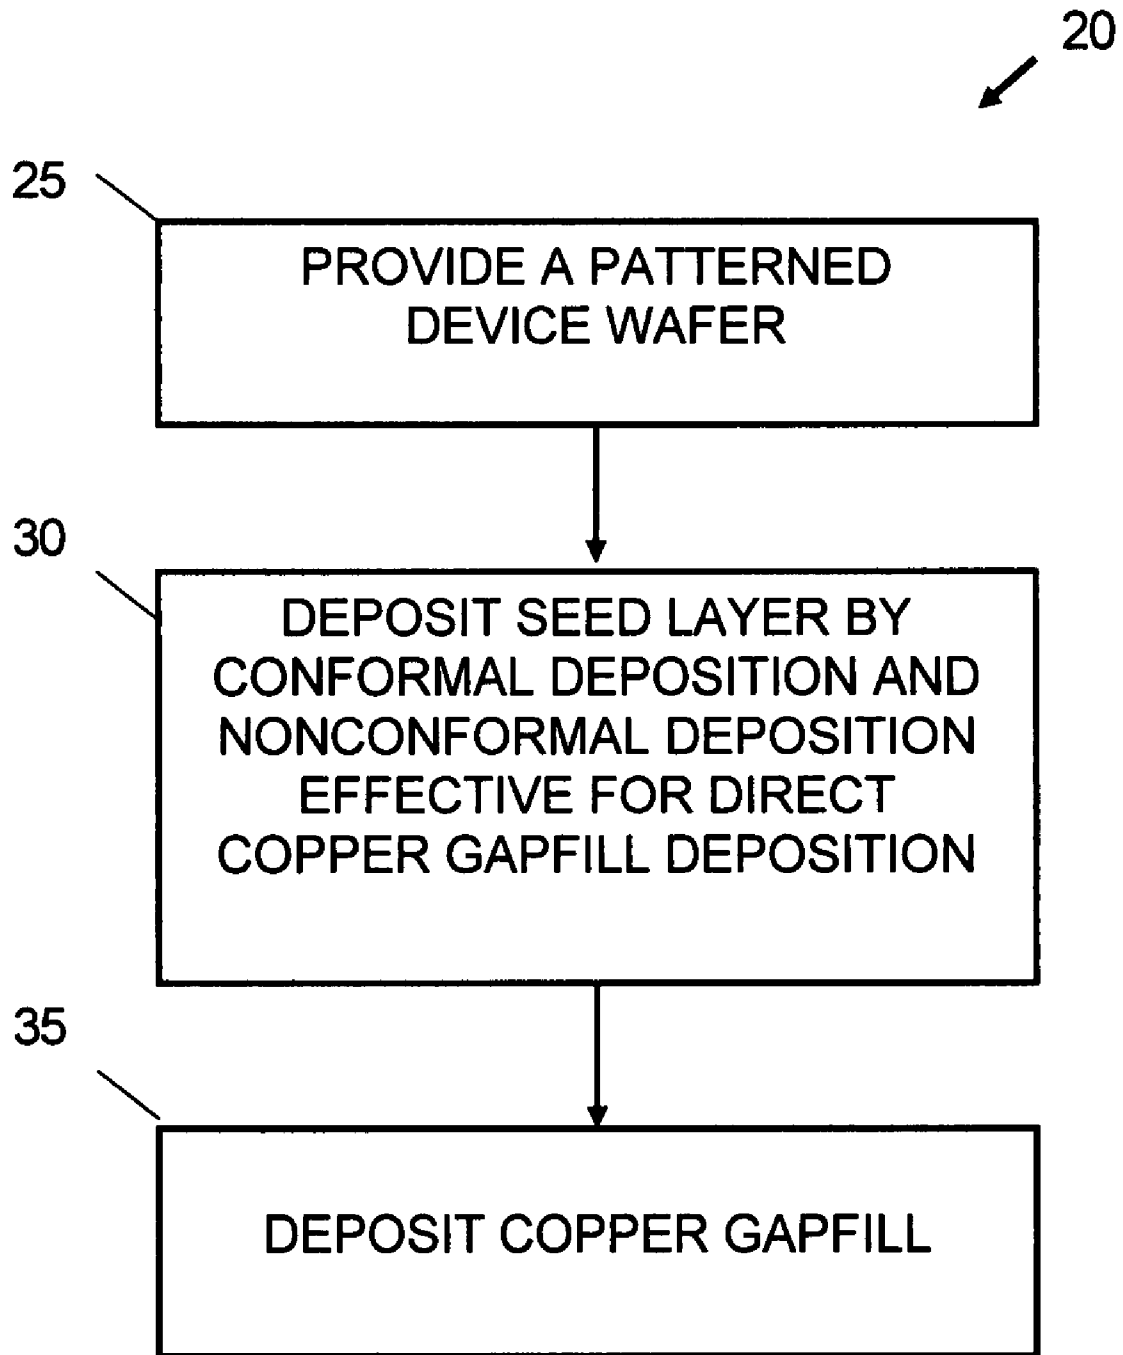 20
25
PROVIDE A PATTERNED
DEVICE WAFER
30
DEPOSIT SEED LAYER BY
CONFORMAL DEPOSITION AND
NONCONFORMAL DEPOSITION
EFFECTIVE FOR DIRECT
COPPER GAPFILL DEPOSITION
35
DEPOSIT COPPER GAPFILL